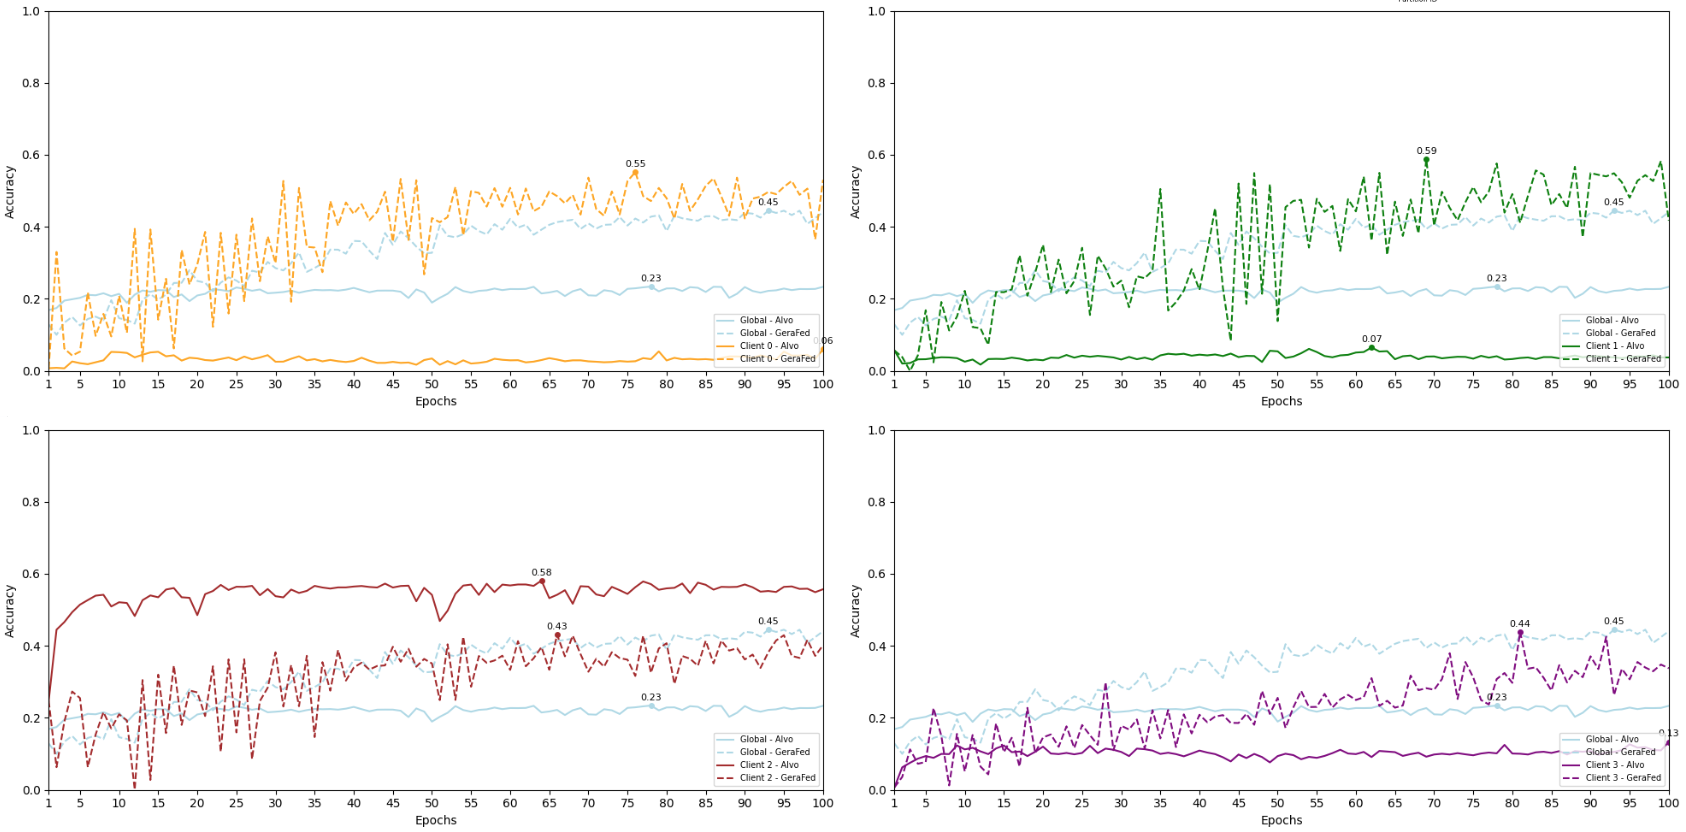 1.0
0.8
0.6
0.4
0.2
0.0
Accuracy
0.55
0.45
0.23
0.06
Global - Alvo
Global - GeraFed
Client 0 - Alvo
Client 0 - GeraFed
1 5 10 15 20 25 30 35 40 45 50 55 60 65 70 75 80 85 90 95 100
Epochs
1.0
0.8
0.6
0.4
0.2
0.0
Accuracy
0.59
0.45
0.23
0.07
Global - Alvo
Global - GeraFed
Client 1 - Alvo
Client 1 - GeraFed
1 5 10 15 20 25 30 35 40 45 50 55 60 65 70 75 80 85 90 95 100
Epochs
1.0
0.8
0.6
0.4
0.2
0.0
Accuracy
0.58
0.43
0.45
0.23
Global - Alvo
Global - GeraFed
Client 2 - Alvo
Client 2 - GeraFed
1 5 10 15 20 25 30 35 40 45 50 55 60 65 70 75 80 85 90 95 100
Epochs
1.0
0.8
0.6
0.4
0.2
0.0
Accuracy
0.44
0.45
0.23
0.13
Global - Alvo
Global - GeraFed
Client 3 - Alvo
Client 3 - GeraFed
1 5 10 15 20 25 30 35 40 45 50 55 60 65 70 75 80 85 90 95 100
Epochs